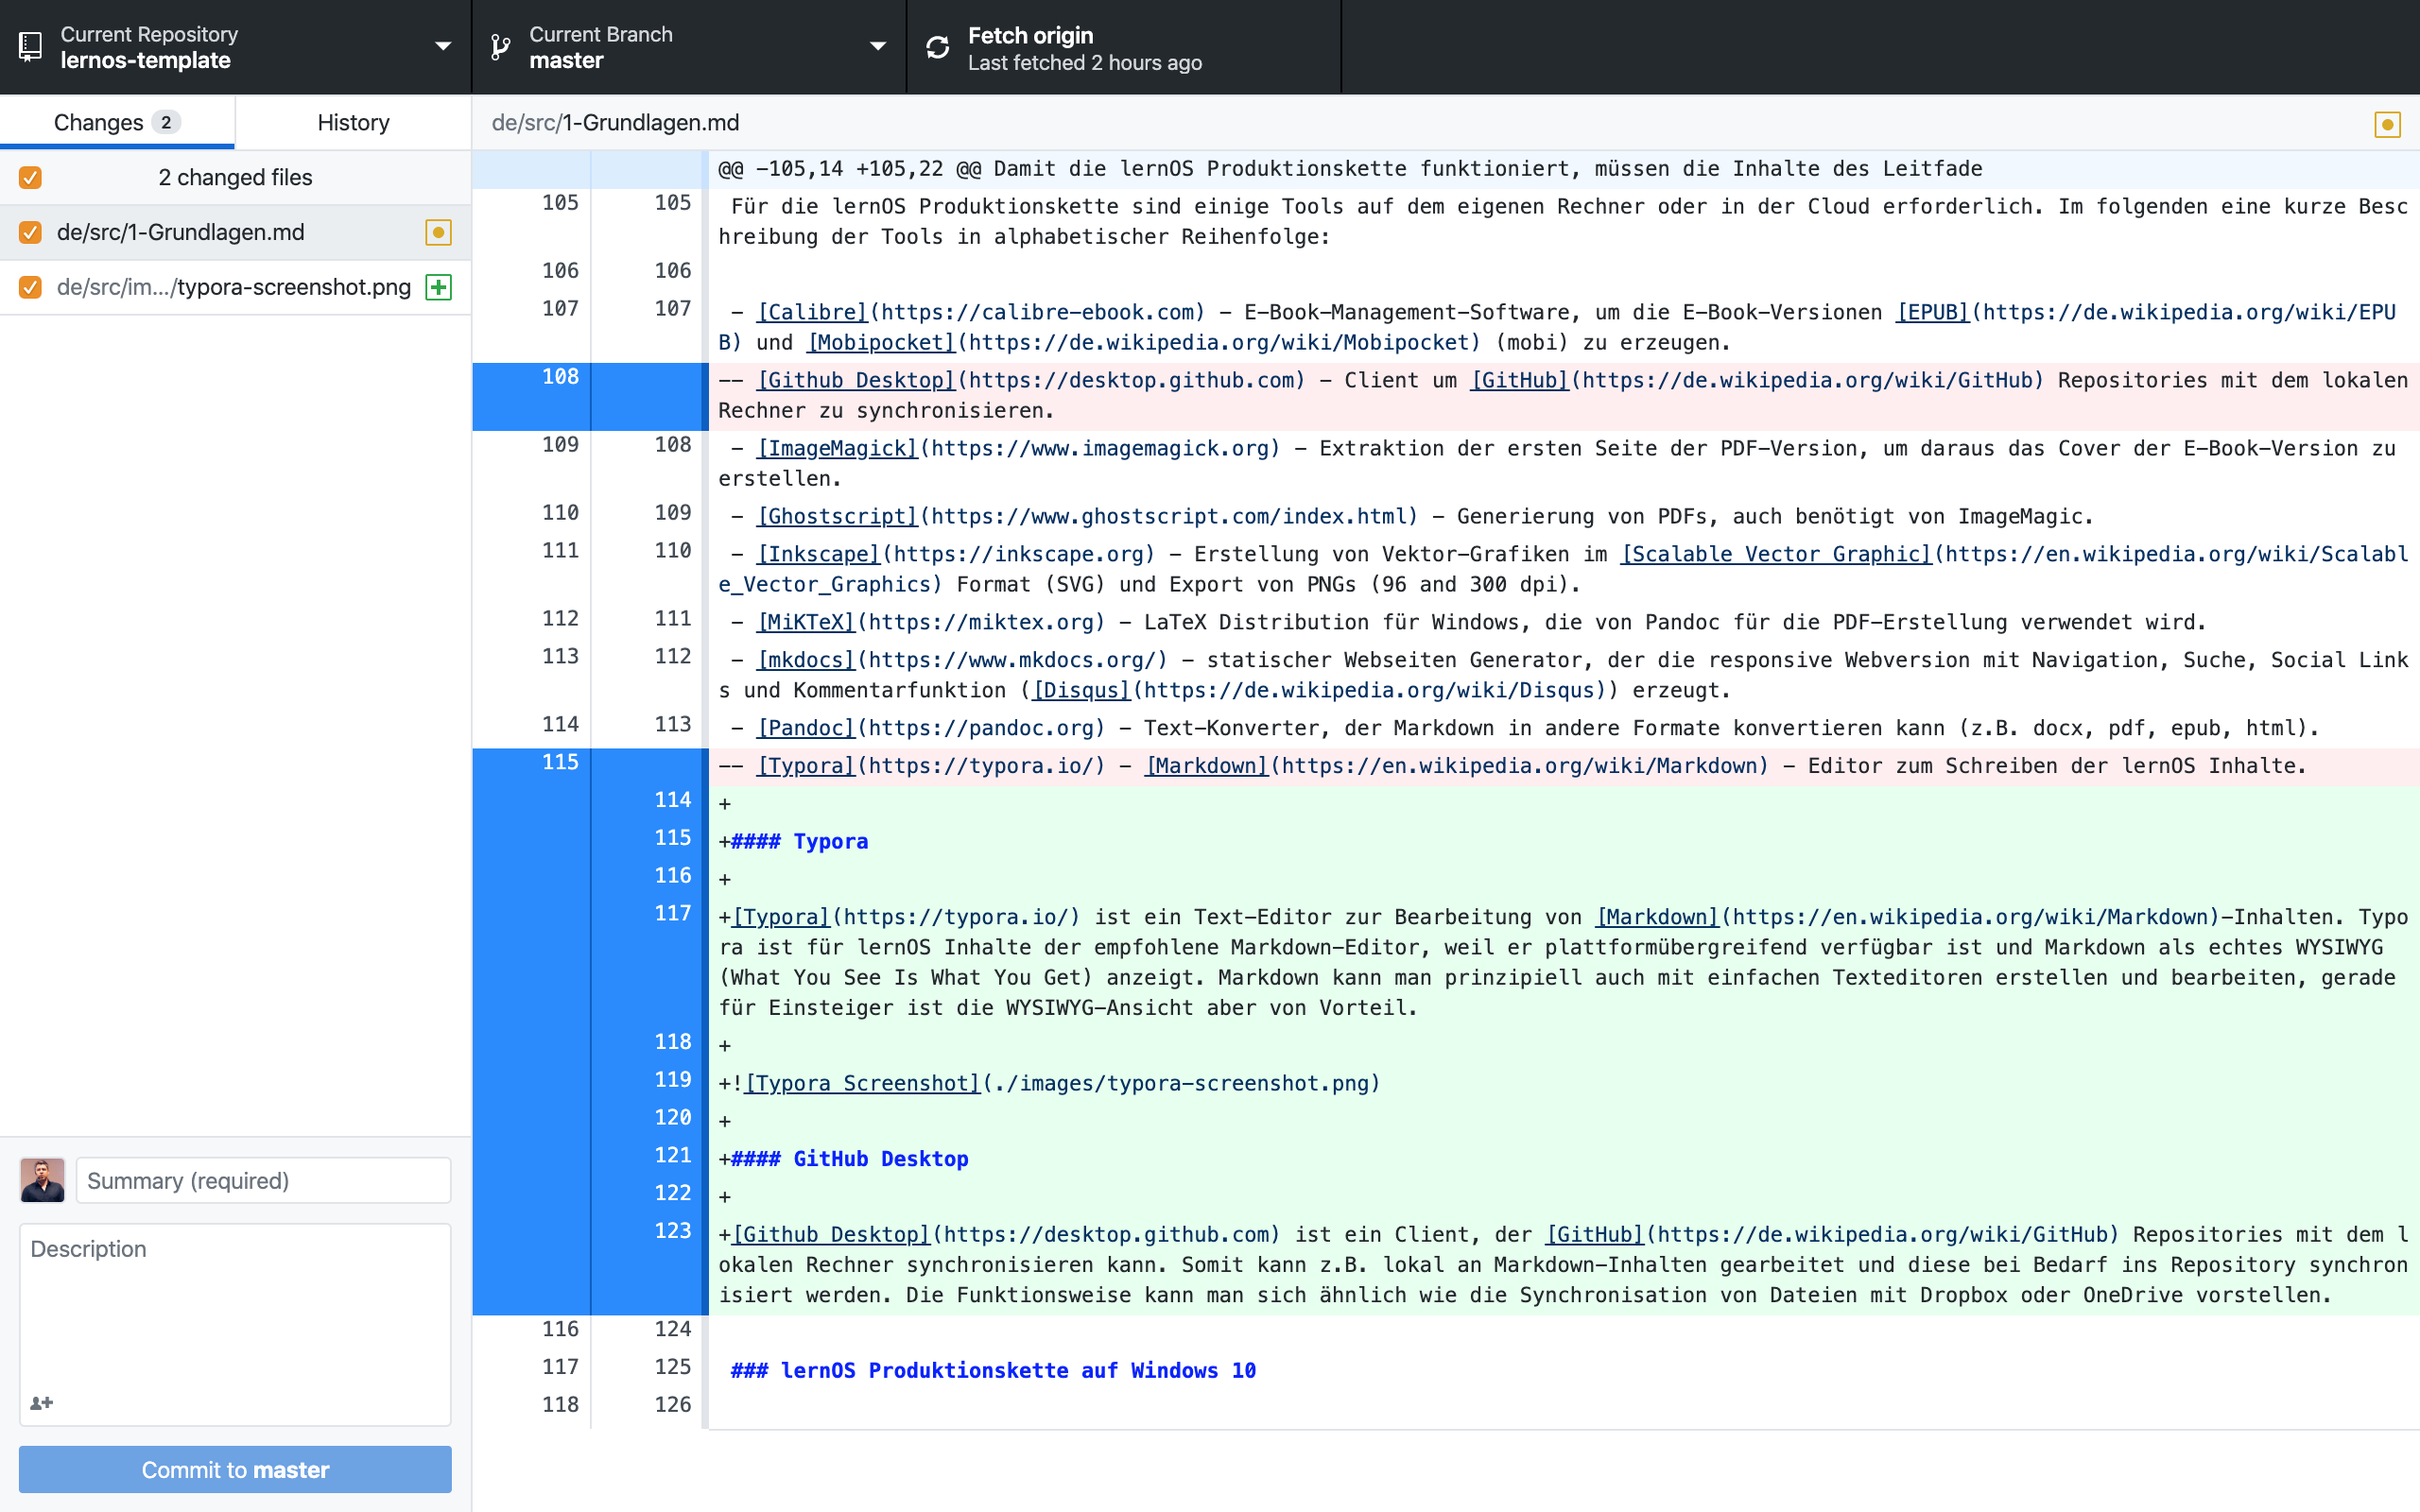 Current Repository
lernos-template
Current Branch
master
Fetch origin
Last fetched 2 hours ago
Changes 2
History
de/src/1-Grundlagen.md
2 changed files
de/src/1-Grundlagen.md
de/src/im.../typora-screenshot.png
@@ -105,14 +105,22 @@ Damit die lernOS Produktionskette funktioniert, müssen die Inhalte des Leitfade
105 105 Für die lernOS Produktionskette sind einige Tools auf dem eigenen Rechner oder in der Cloud erforderlich. Im folgenden eine kurze Besc
hreibung der Tools in alphabetischer Reihenfolge:
106 106
107 107 - [Calibre](https://calibre-ebook.com) - E-Book-Management-Software, um die E-Book-Versionen [EPUB](https://de.wikipedia.org/wiki/EPU
B) und [Mobipocket](https://de.wikipedia.org/wiki/Mobipocket) (mobi) zu erzeugen.
108 -- [Github Desktop](https://desktop.github.com) - Client um [GitHub](https://de.wikipedia.org/wiki/GitHub) Repositories mit dem lokalen
Rechner zu synchronisieren.
109 108 - [ImageMagick](https://www.imagemagick.org) - Extraktion der ersten Seite der PDF-Version, um daraus das Cover der E-Book-Version zu
erstellen.
110 109 - [Ghostscript](https://www.ghostscript.com/index.html) - Generierung von PDFs, auch benötigt von ImageMagic.
111 110 - [Inkscape](https://inkscape.org) - Erstellung von Vektor-Grafiken im [Scalable Vector Graphic](https://en.wikipedia.org/wiki/Scalabl
e_Vector_Graphics) Format (SVG) und Export von PNGs (96 and 300 dpi).
112 111 - [MiKTeX](https://miktex.org) - LaTeX Distribution für Windows, die von Pandoc für die PDF-Erstellung verwendet wird.
113 112 - [mkdocs](https://www.mkdocs.org/) - statischer Webseiten Generator, der die responsive Webversion mit Navigation, Suche, Social Link
s und Kommentarfunktion ([Disqus](https://de.wikipedia.org/wiki/Disqus)) erzeugt.
114 113 - [Pandoc](https://pandoc.org) - Text-Konverter, der Markdown in andere Formate konvertieren kann (z.B. docx, pdf, epub, html).
115 -- [Typora](https://typora.io/) - [Markdown](https://en.wikipedia.org/wiki/Markdown) - Editor zum Schreiben der lernOS Inhalte.
114 +
115 +#### Typora
116 +
117 +[Typora](https://typora.io/) ist ein Text-Editor zur Bearbeitung von [Markdown](https://en.wikipedia.org/wiki/Markdown)-Inhalten. Typo
ra ist für lernOS Inhalte der empfohlene Markdown-Editor, weil er plattformübergreifend verfügbar ist und Markdown als echtes WYSIWYG
(What You See Is What You Get) anzeigt. Markdown kann man prinzipiell auch mit einfachen Texteditoren erstellen und bearbeiten, gerade
für Einsteiger ist die WYSIWYG-Ansicht aber von Vorteil.
118 +
119 +![Typora Screenshot](./images/typora-screenshot.png)
120 +
121 +#### GitHub Desktop
122 +
123 +[Github Desktop](https://desktop.github.com) ist ein Client, der [GitHub](https://de.wikipedia.org/wiki/GitHub) Repositories mit dem l
okalen Rechner synchronisieren kann. Somit kann z.B. lokal an Markdown-Inhalten gearbeitet und diese bei Bedarf ins Repository synchron
isiert werden. Die Funktionsweise kann man sich ähnlich wie die Synchronisation von Dateien mit Dropbox oder OneDrive vorstellen.
116 124
117 125 ### lernOS Produktionskette auf Windows 10
118 126
Summary (required)
Description
Commit to master